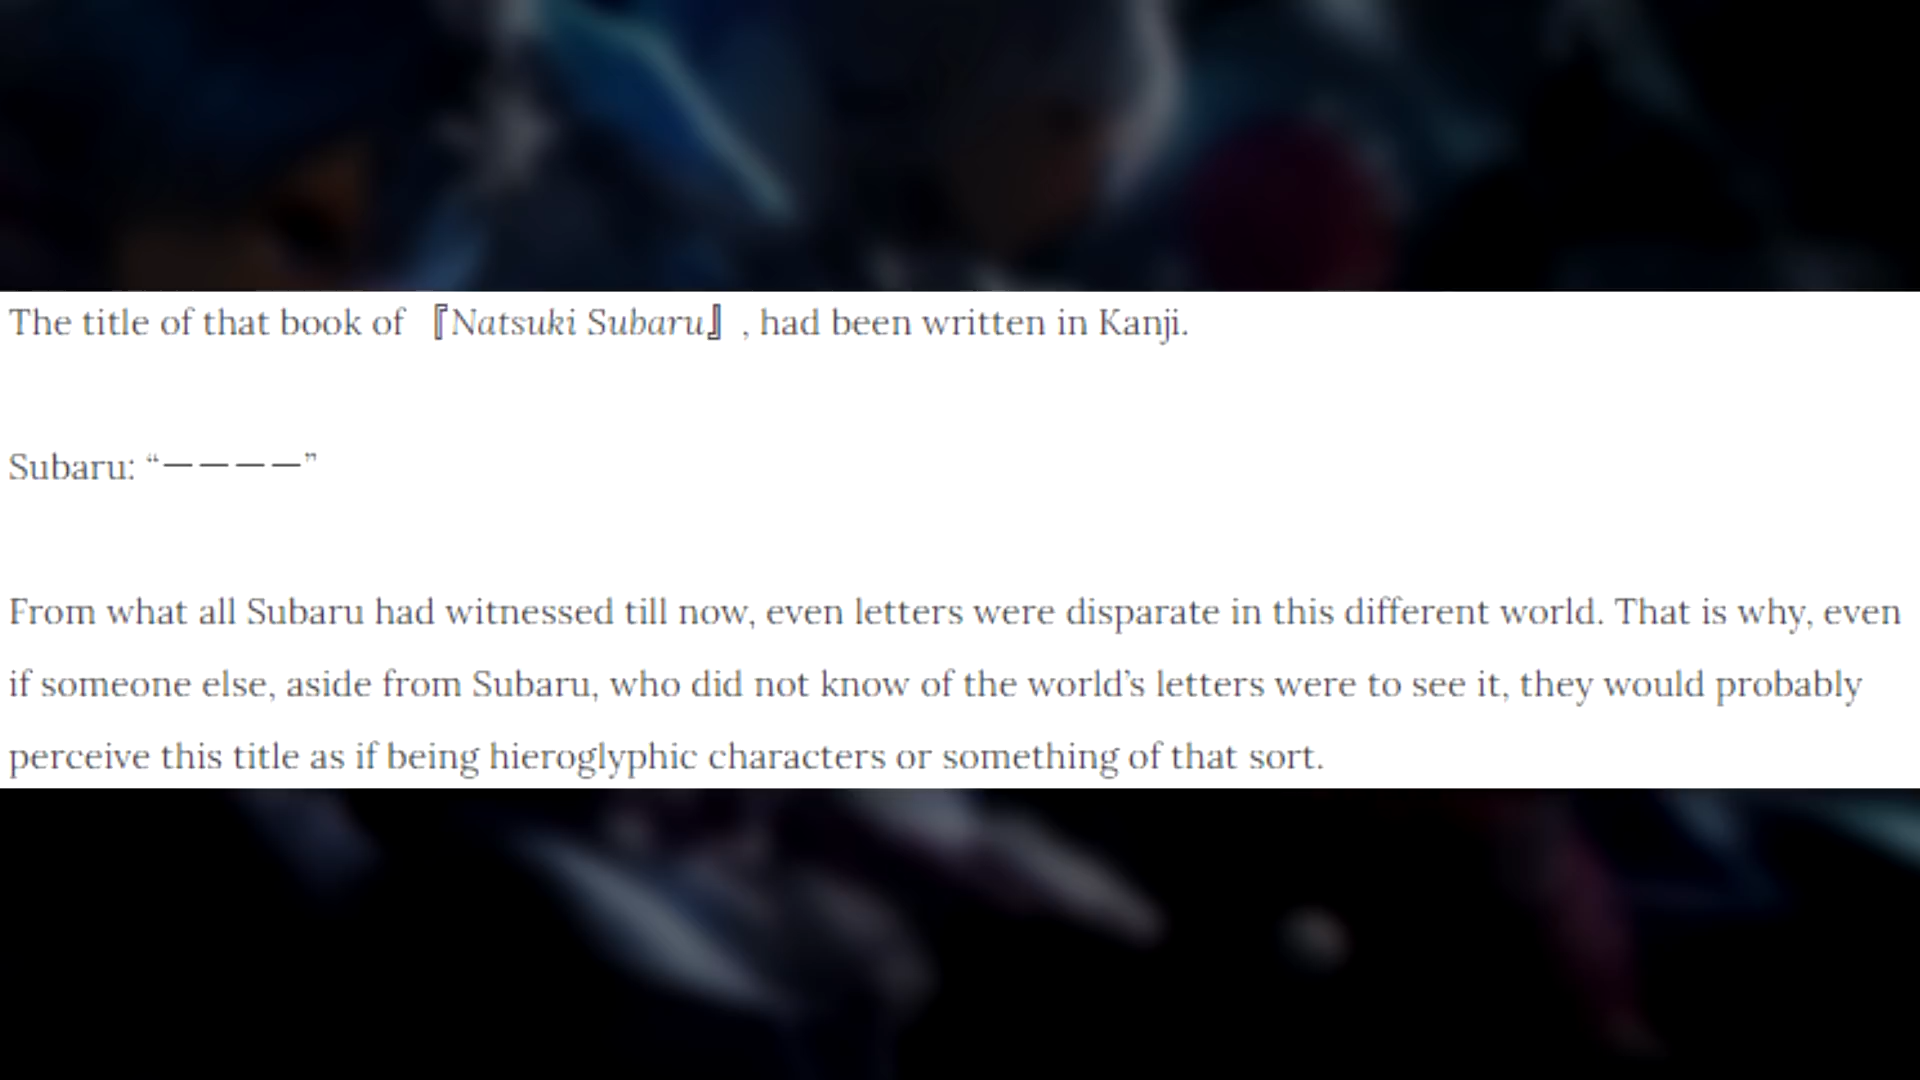 The title of that book of 『Natsuki Subaru』 , had been written in Kanji.
Subaru: “————”
From what all Subaru had witnessed till now, even letters were disparate in this different world. That is why, even
if someone else, aside from Subaru, who did not know of the world’s letters were to see it, they would probably
perceive this title as if being hieroglyphic characters or something of that sort.